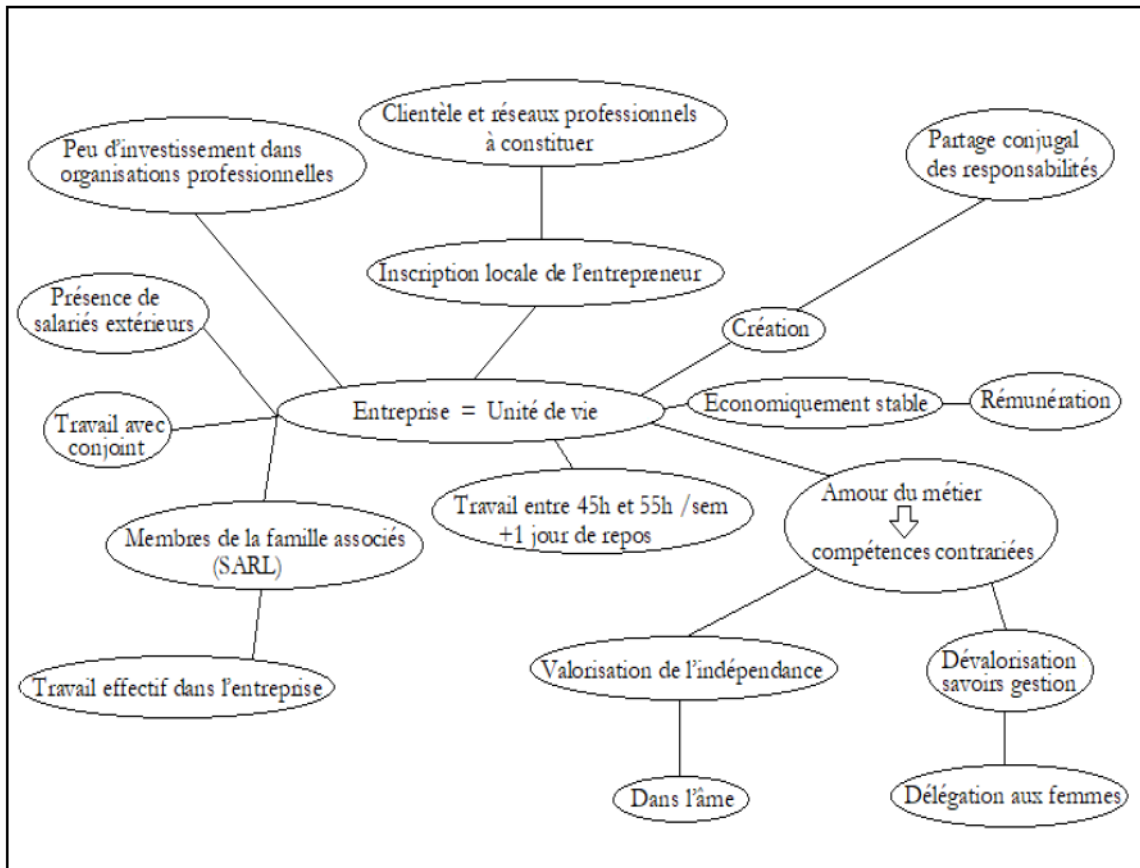 Clientèle et réseaux professionnels
à constituer
Peu d'investissement dans
organisations professionnelles
Partage conjugal
des responsabilités
Inscription locale de l'entrepreneur
Présence de
salariés extérieurs
Création
Entreprise = Unité de vie
Economiquement stable
Rémunération
Travail avec
conjoint
Travail entre 45h et 55h /sem
+1 jour de repos
Amour du métier
compétences contrariées
Membres de la famille associés
(SARL)
Valorisation de l'indépendance
Dévalorisation
savoirs gestion
Travail effectif dans l'entreprise
Dans l'âme
Délégation aux femmes